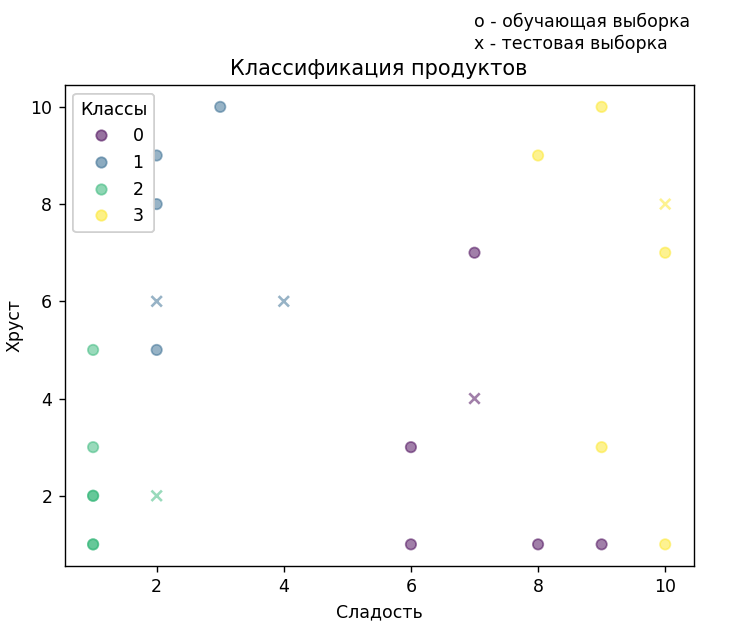 о - обучающая выборка
x - тестовая выборка
Классификация продуктов
Классы
0
1
2
3
10
8
6
4
2
Хруст
2 4 6 8 10
Сладость